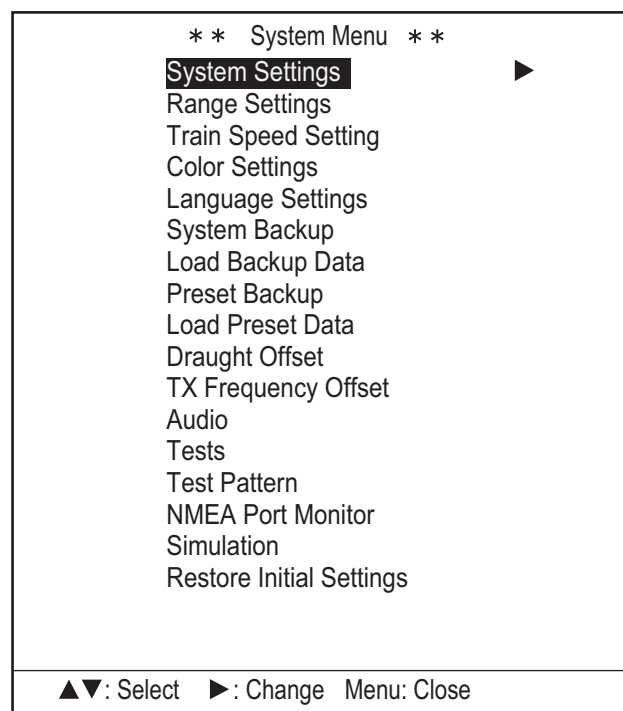 ＊＊ System Menu ＊＊
System Settings ▶
Range Settings
Train Speed Setting
Color Settings
Language Settings
System Backup
Load Backup Data
Preset Backup
Load Preset Data
Draught Offset
TX Frequency Offset
Audio
Tests
Test Pattern
NMEA Port Monitor
Simulation
Restore Initial Settings
▲▼: Select ▶: Change Menu: Close